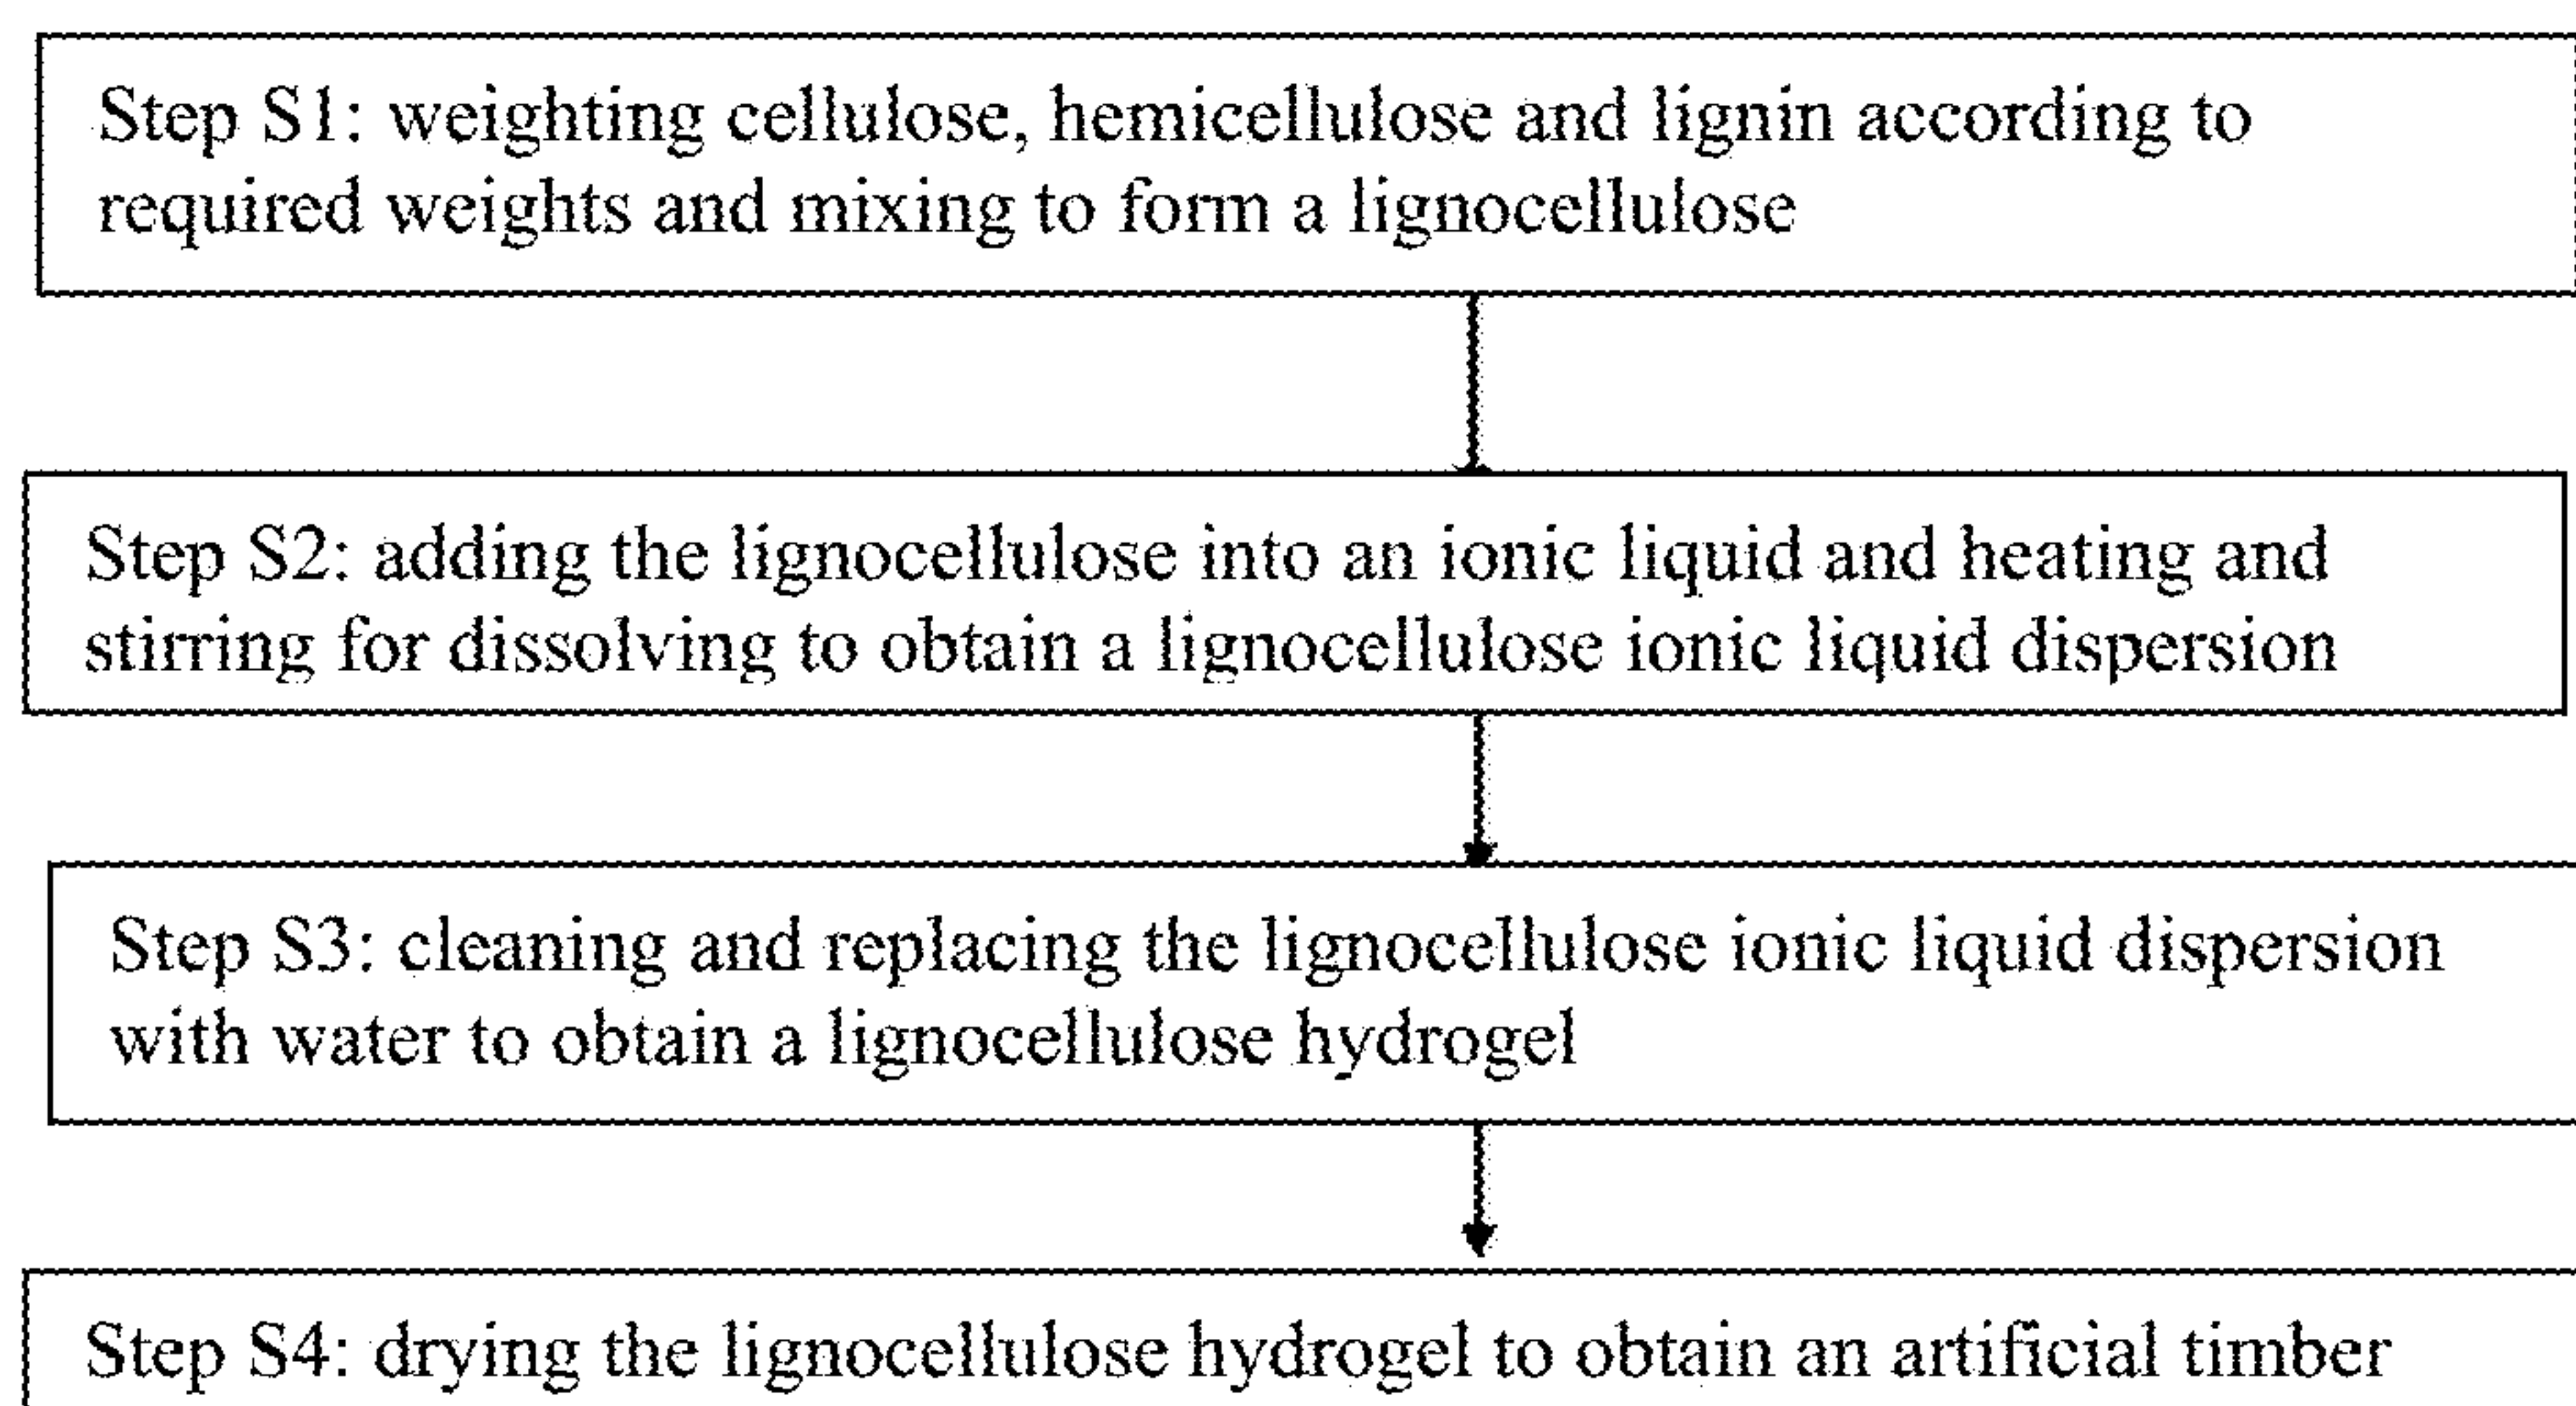 Step S1: weighting cellulose, hemicellulose and lignin according to
required weights and mixing to form a lignocellulose
Step S2: adding the lignocellulose into an ionic liquid and heating and
stirring for dissolving to obtain a lignocellulose ionic liquid dispersion
Step S3: cleaning and replacing the lignocellulose ionic liquid dispersion
with water to obtain a lignocellulose hydrogel
Step S4: drying the lignocellulose hydrogel to obtain an artificial timber